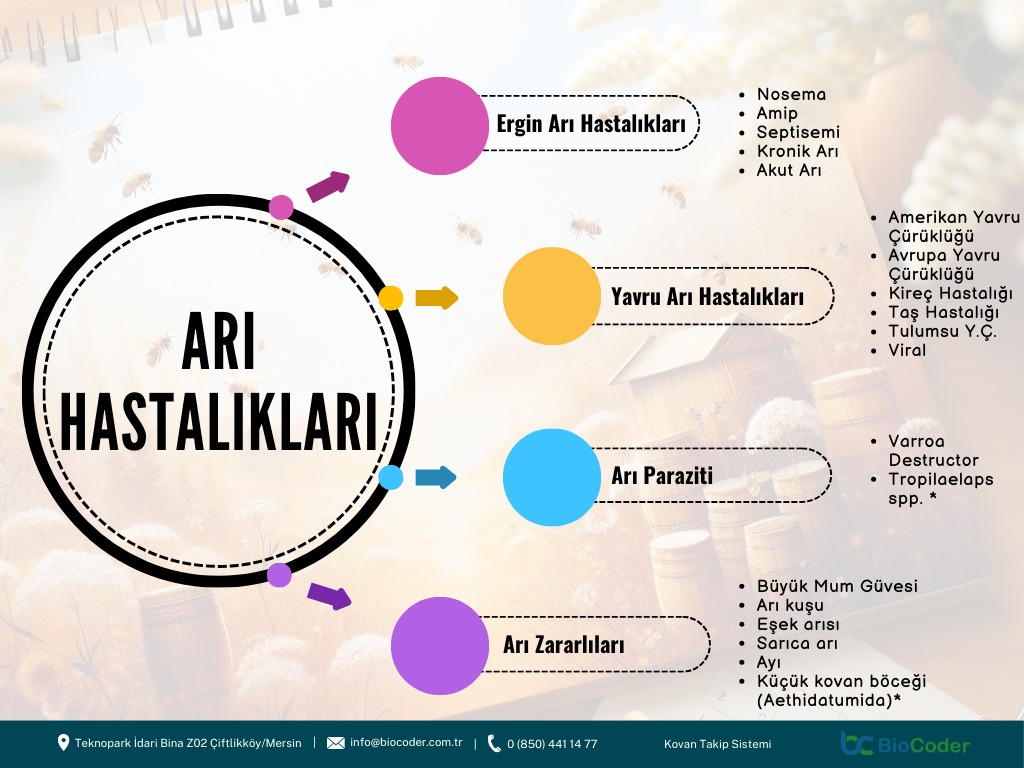 ARI
HASTALIKLARI
Ergin Arı Hastalıkları
• Nosema
• Amip
• Septisemi
• Kronik Arı
• Akut Arı
Yavru Arı Hastalıkları
• Amerikan Yavru
Çürüklüğü
• Avrupa Yavru
Çürüklüğü
• Kireç Hastalığı
• Taş Hastalığı
• Tulumsu Y.Ç.
• Viral
Arı Paraziti
• Varroa
Destructor
• Tropilaelaps
spp. *
Arı Zararlıları
• Büyük Mum Güvesi
• Arı kuşu
• Eşek arısı
• Sarıca arı
• Ayı
• Küçük kovan böceği
(Aethidatumida)*
Teknopark İdari Bina Z02 Çiftlikköy/Mersin | info@biocoder.com.tr | 0 (850) 441 14 77 Kovan Takip Sistemi BioCoder